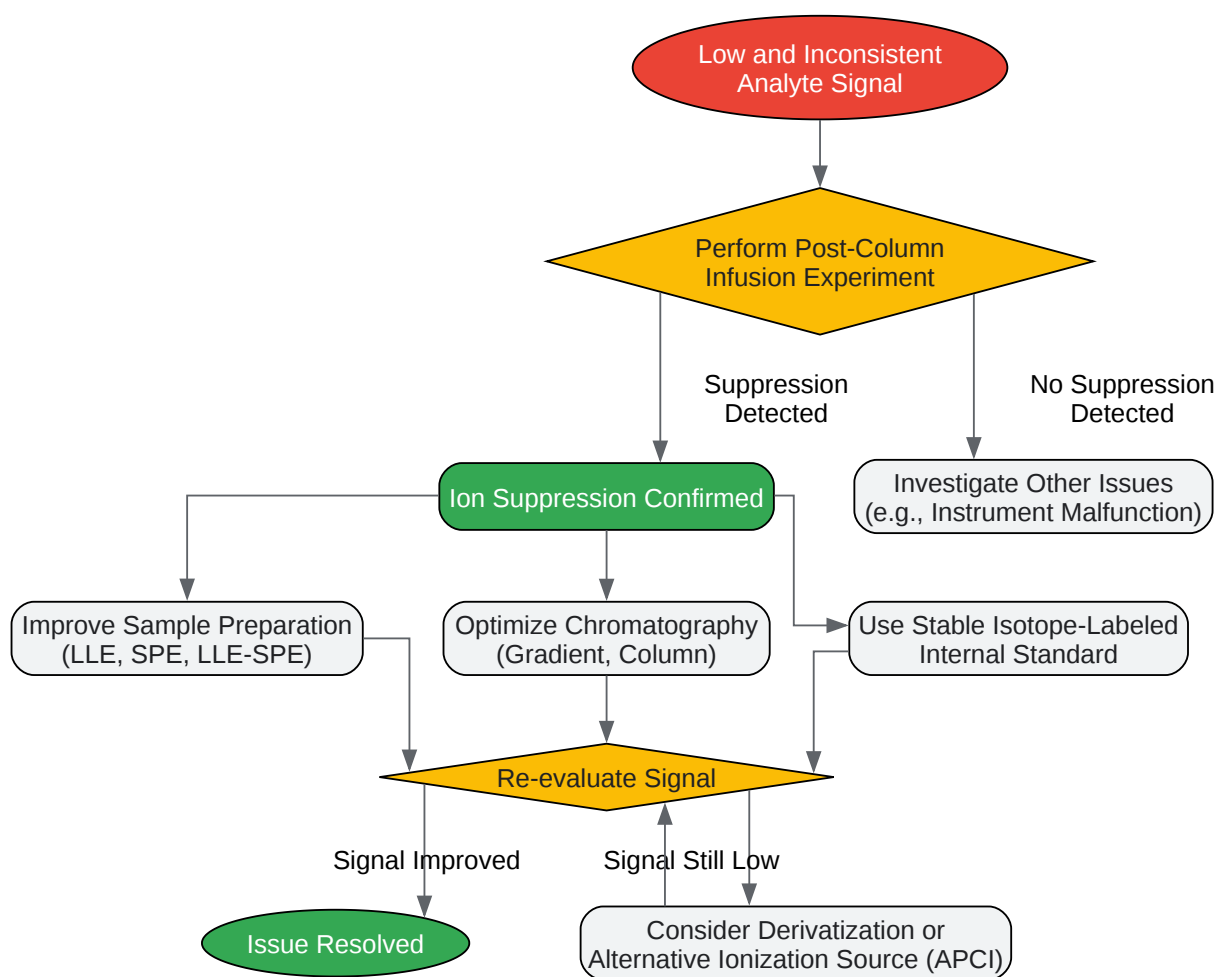 Low and Inconsistent
Analyte Signal
Perform Post-Column
Infusion Experiment
Suppression
Detected
No Suppression
Detected
Ion Suppression Confirmed
Investigate Other Issues
(e.g., Instrument Malfunction)
Improve Sample Preparation
(LLE, SPE, LLE-SPE)
Optimize Chromatography
(Gradient, Column)
Use Stable Isotope-Labeled
Internal Standard
Re-evaluate Signal
Signal Improved
Signal Still Low
Issue Resolved
Consider Derivatization or
Alternative Ionization Source (APCI)